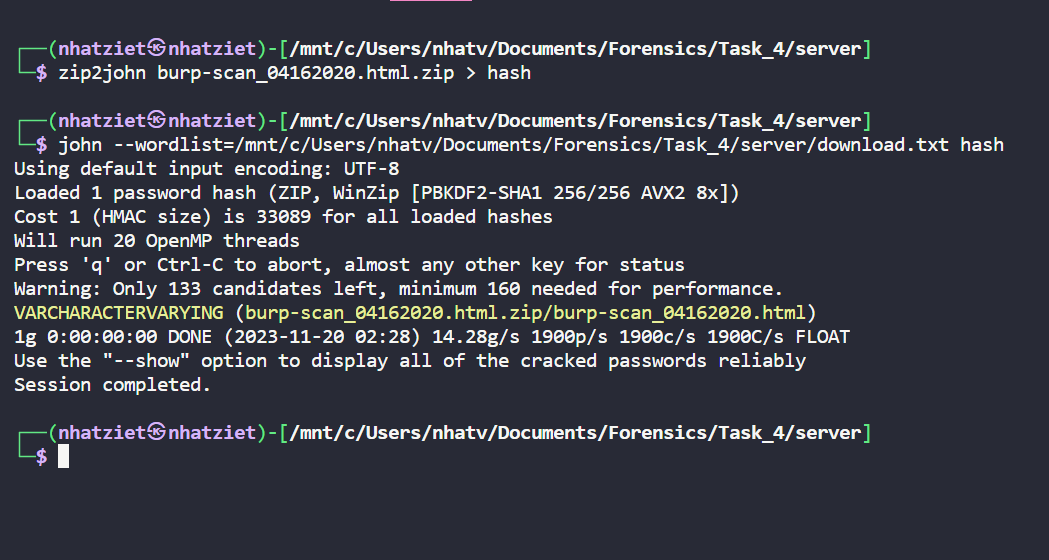 ┌──(nhatziet㉿nhatziet)-[/mnt/c/Users/nhatv/Documents/Forensics/Task_4/server]
└─$ zip2john burp-scan_04162020.html.zip > hash
┌──(nhatziet㉿nhatziet)-[/mnt/c/Users/nhatv/Documents/Forensics/Task_4/server]
└─$ john --wordlist=/mnt/c/Users/nhatv/Documents/Forensics/Task_4/server/download.txt hash
Using default input encoding: UTF-8
Loaded 1 password hash (ZIP, WinZip [PBKDF2-SHA1 256/256 AVX2 8x])
Cost 1 (HMAC size) is 33089 for all loaded hashes
Will run 20 OpenMP threads
Press 'q' or Ctrl-C to abort, almost any other key for status
Warning: Only 133 candidates left, minimum 160 needed for performance.
VARCHARACTERVARYING (burp-scan_04162020.html.zip/burp-scan_04162020.html)
1g 0:00:00:00 DONE (2023-11-20 02:28) 14.28g/s 1900p/s 1900c/s 1900C/s FLOAT
Use the "--show" option to display all of the cracked passwords reliably
Session completed.
┌──(nhatziet㉿nhatziet)-[/mnt/c/Users/nhatv/Documents/Forensics/Task_4/server]
└─$